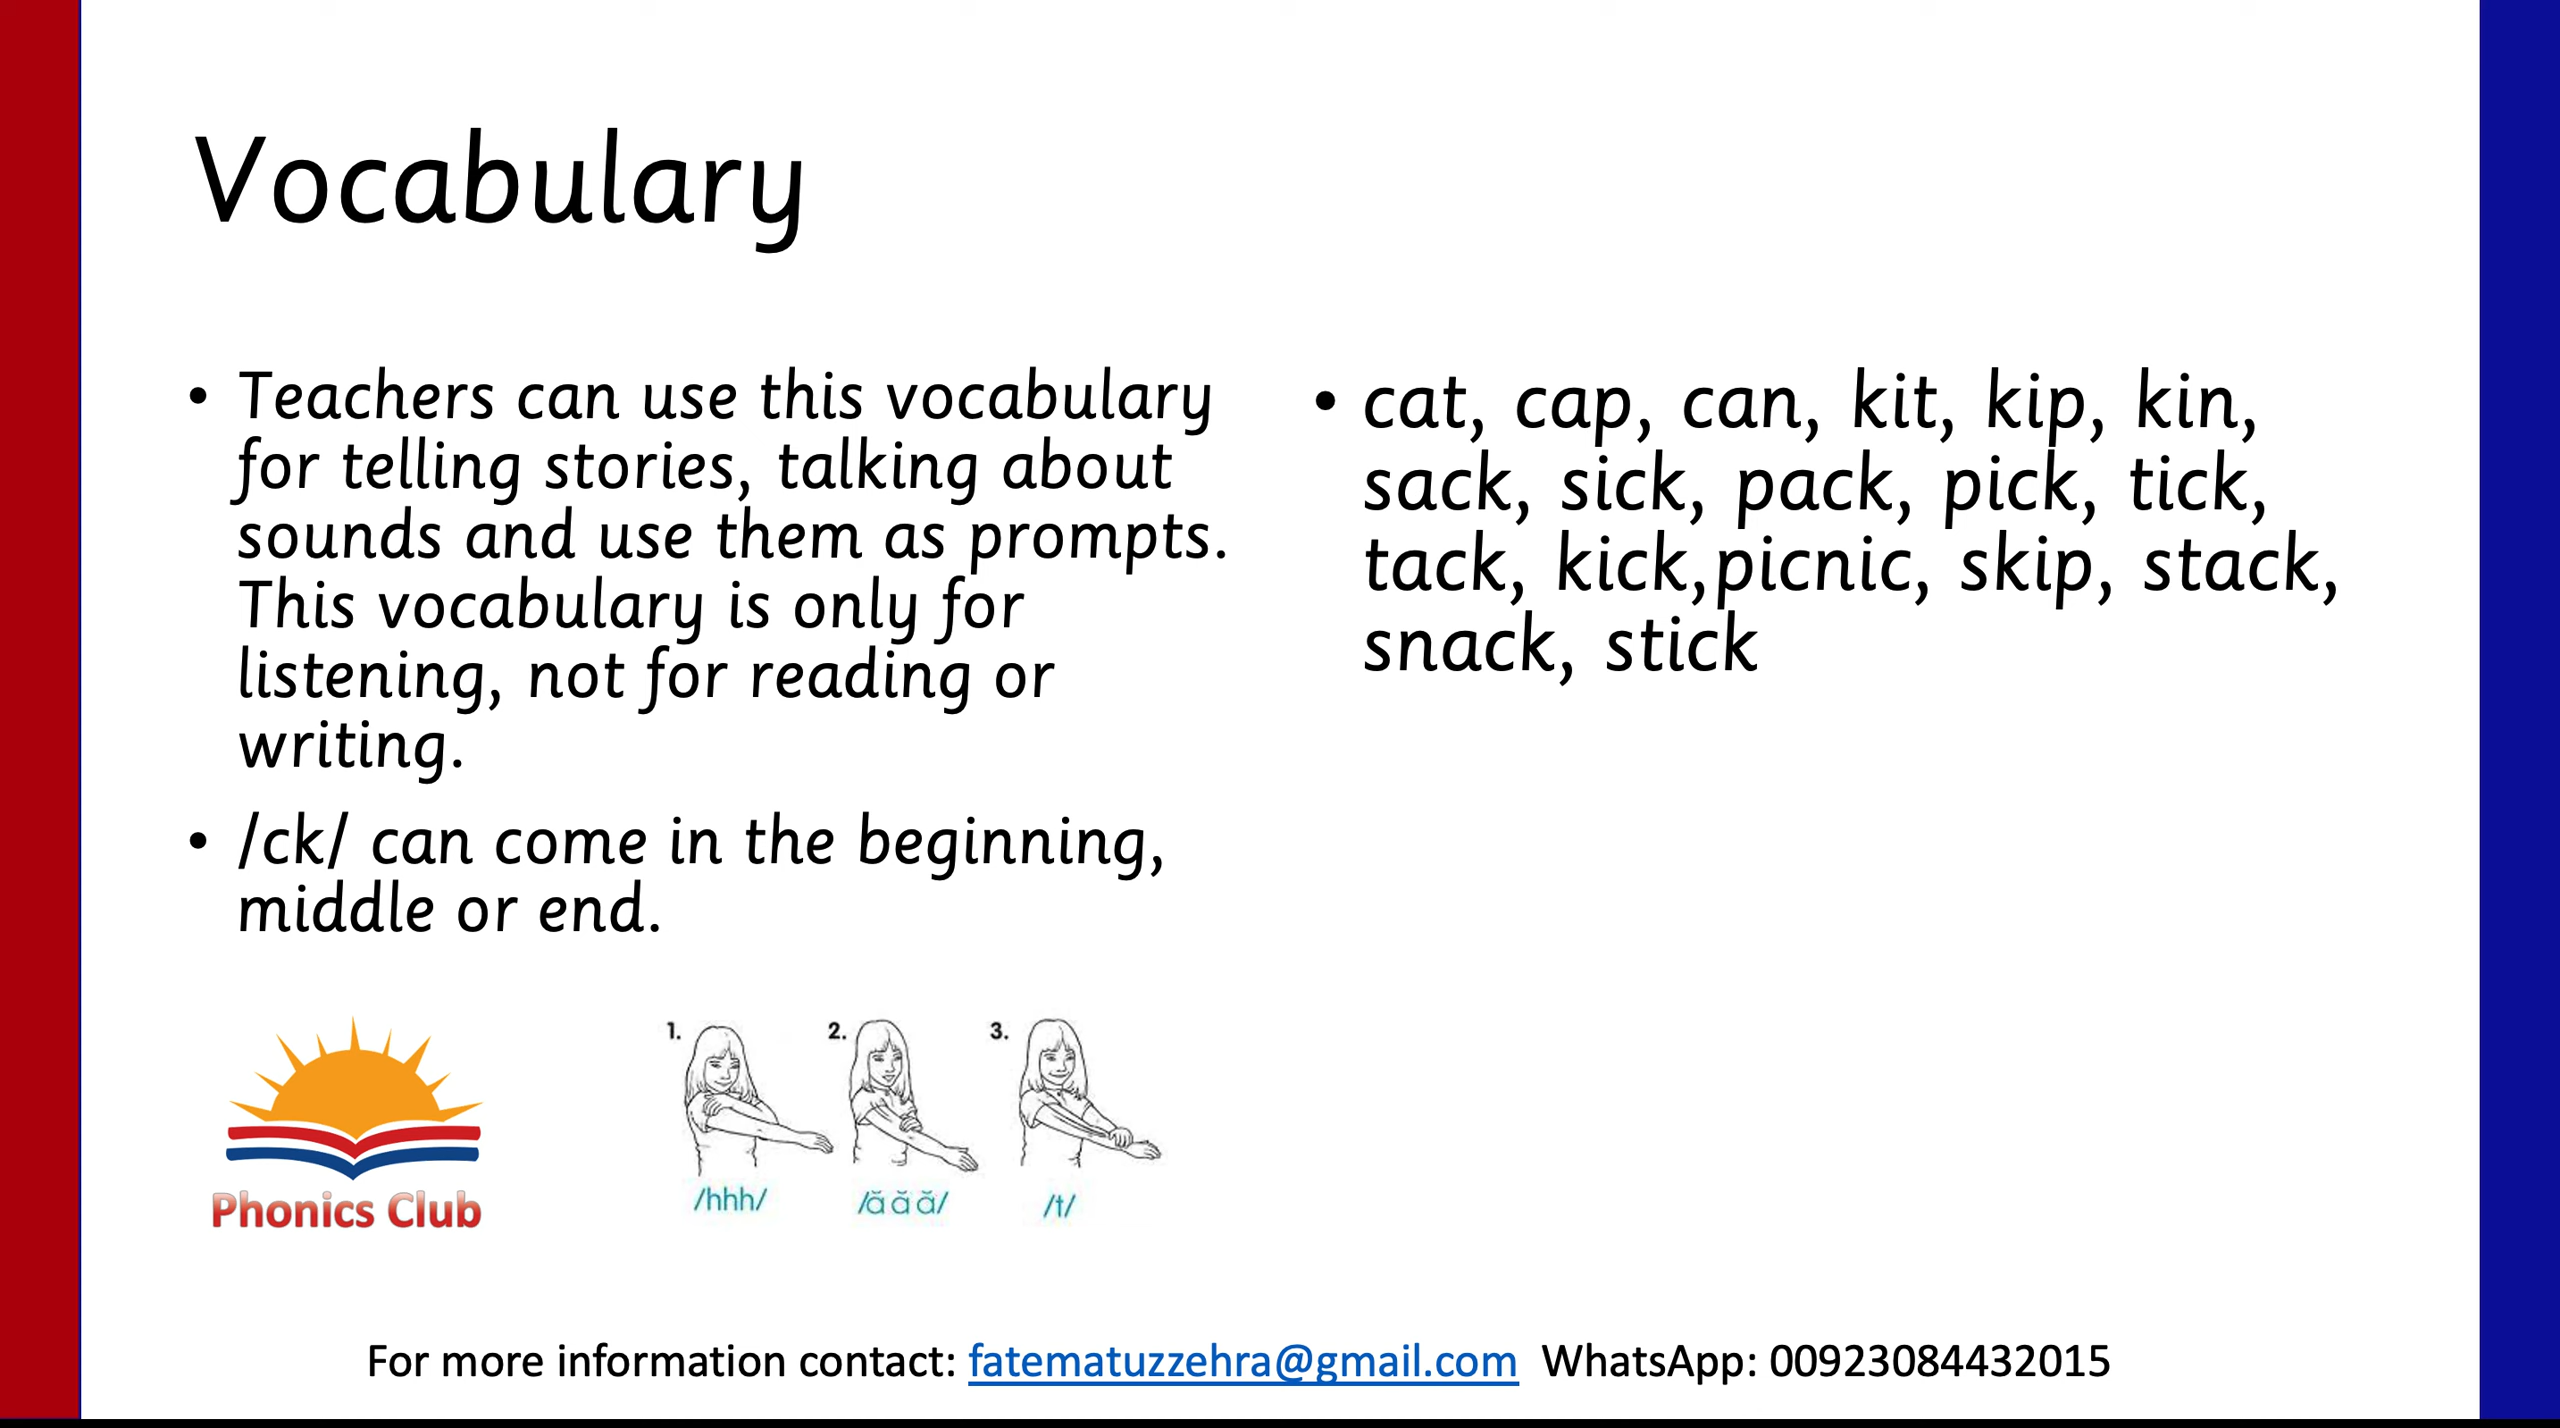 Vocabulary
• Teachers can use this vocabulary
for telling stories, talking about
sounds and use them as prompts.
This vocabulary is only for
listening, not for reading or
writing.
• /ck/ can come in the beginning,
middle or end.
• cat, cap, can, kit, kip, kin,
sack, sick, pack, pick, tick,
tack, kick,picnic, skip, stack,
snack, stick
Phonics Club
1. 2. 3.
/hhh/ /ă ă ă/ /t/
For more information contact: fatematuzzehra@gmail.com WhatsApp: 00923084432015